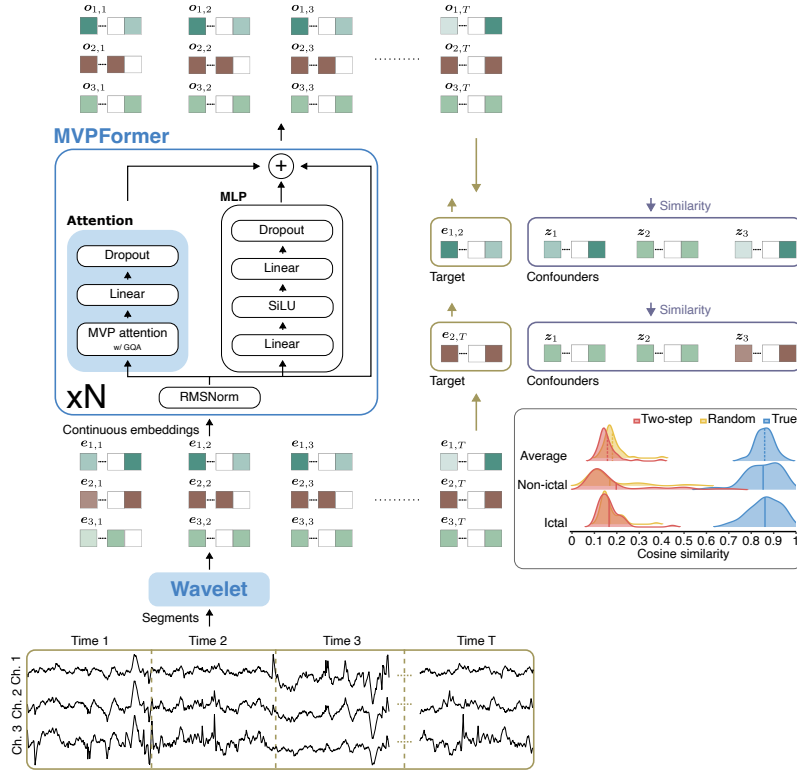 o1,1 o1,2 o1,3 o1,T
o2,1 o2,2 o2,3 o2,T
o3,1 o3,2 o3,3 o3,T
MVPFormer
+
Attention
Dropout
Linear
MVP attention
w/ GQA
MLP
Dropout
Linear
SiLU
Linear
xN
RMSNorm
Continuous embeddings
e1,1 e1,2 e1,3 e1,T
e2,1 e2,2 e2,3 e2,T
e3,1 e3,2 e3,3 e3,T
Wavelet
Segments
Time 1 Time 2 Time 3 Time T
Ch. 1
Ch. 2
Ch. 3
Similarity
e1,2
Target
z1 z2 z3
Confounders
Similarity
e2,T
Target
z1 z2 z3
Confounders
Two-step Random True
Average
Non-ictal
Ictal
0 0.1 0.2 0.3 0.4 0.5 0.6 0.7 0.8 0.9 1
Cosine similarity